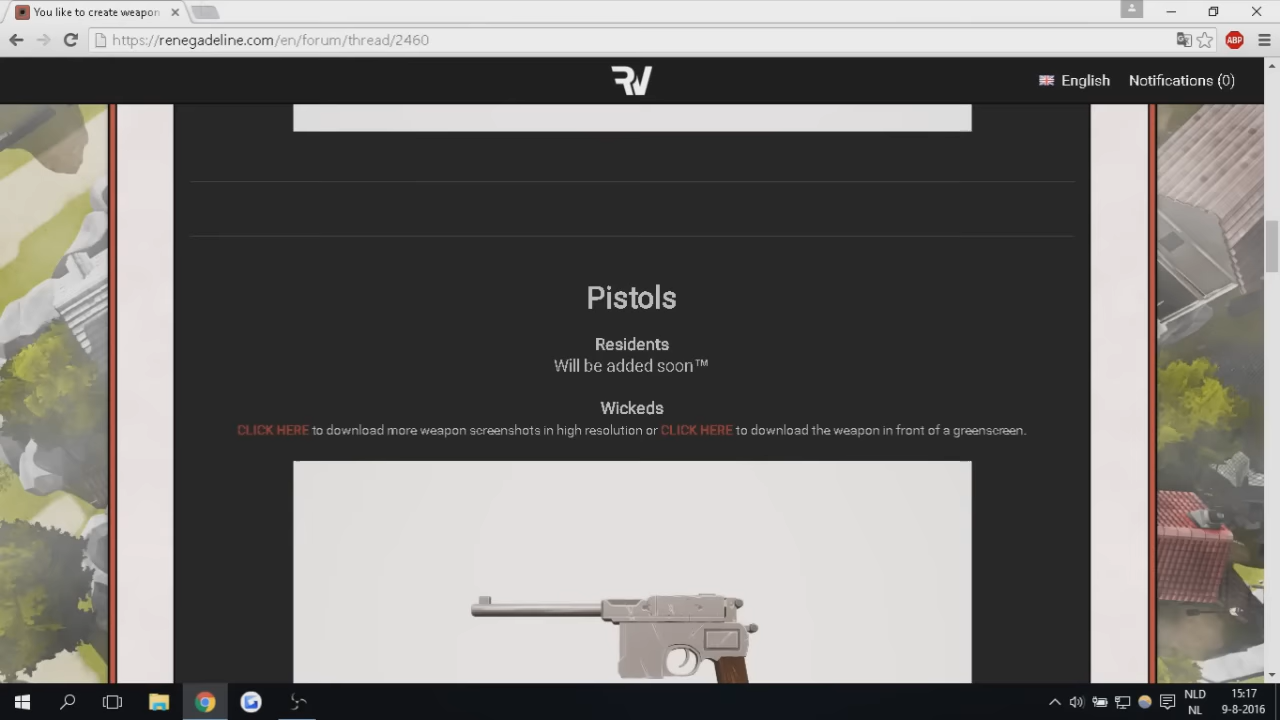 You like to create weapon
https://renegadeline.com/en/forum/thread/2460
ABP
RV
English
Notifications (0)
Pistols
Residents
Will be added soon™
Wickeds
CLICK HERE to download more weapon screenshots in high resolution or CLICK HERE to download the weapon in front of a greenscreen.
NLD
15:17
NL
9-8-2016